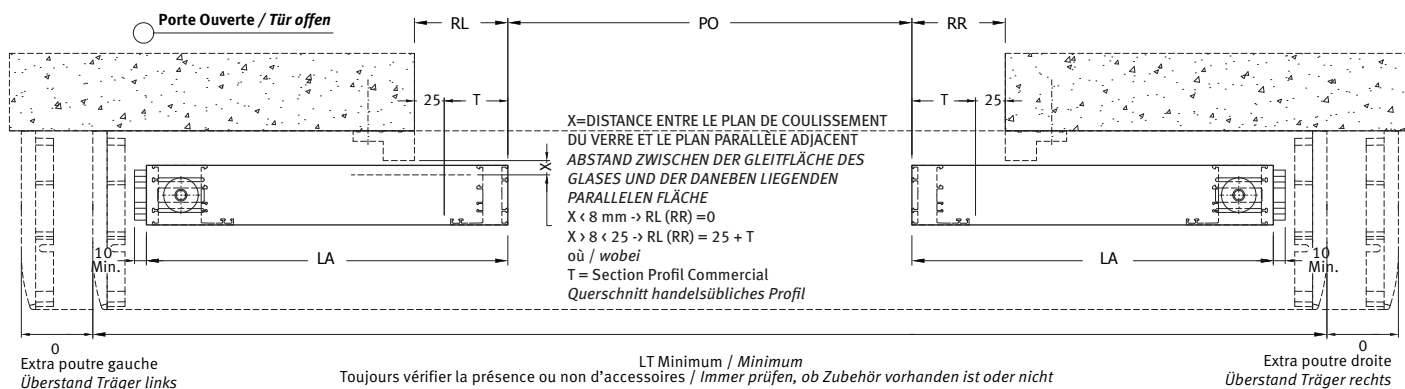 Porte Ouverte / Tür offen
RL
PO
RR
25
T
T
25
X=DISTANCE ENTRE LE PLAN DE COULISSEMENT
DU VERRE ET LE PLAN PARALLÈLE ADJACENT
ABSTAND ZWISCHEN DER GLEITFLÄCHE DES
GLASES UND DER DANEBEN LIEGENDEN
PARALLELEN FLÄCHE
X < 8 mm -> RL (RR) =0
X > 8 < 25 -> RL (RR) = 25 + T
où / wobei
T = Section Profil Commercial
Querschnitt handelsübliches Profil
X
10
Min.
LA
LA
10
Min.
0
Extra poutre gauche
Überstand Träger links
LT Minimum / Minimum
Toujours vérifier la présence ou non d'accessoires / Immer prüfen, ob Zubehör vorhanden ist oder nicht
0
Extra poutre droite
Überstand Träger rechts